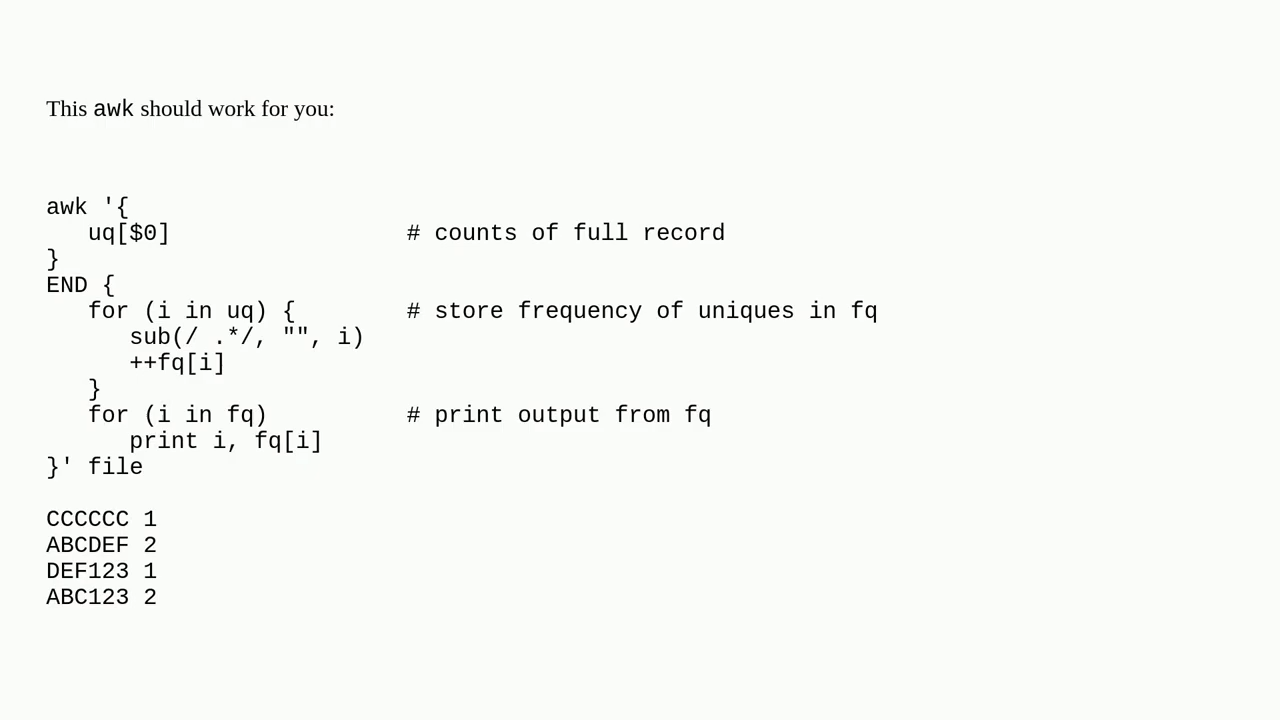 This awk should work for you:
awk '{
   uq[$0]                 # counts of full record
}
END {
   for (i in uq) {        # store frequency of uniques in fq
      sub(/ .*/, "", i)
      ++fq[i]
   }
   for (i in fq)          # print output from fq
      print i, fq[i]
}' file
CCCCCC 1
ABCDEF 2
DEF123 1
ABC123 2